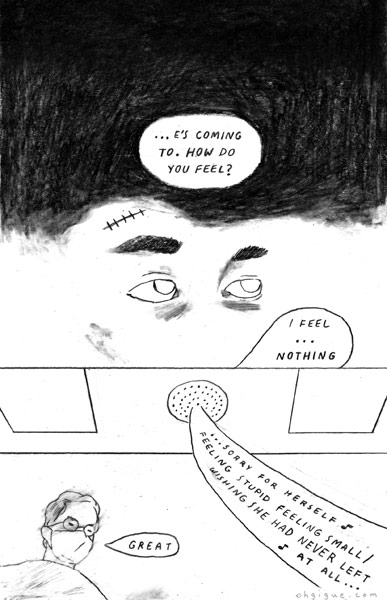 ...E'S COMING
TO. HOW DO
YOU FEEL?
I FEEL
...
NOTHING
...SORRY FOR HERSELF ♪
FEELING STUPID FEELING SMALL/
WISHING SHE HAD NEVER LEFT
♪ AT ALL...
GREAT
ohgigue.com